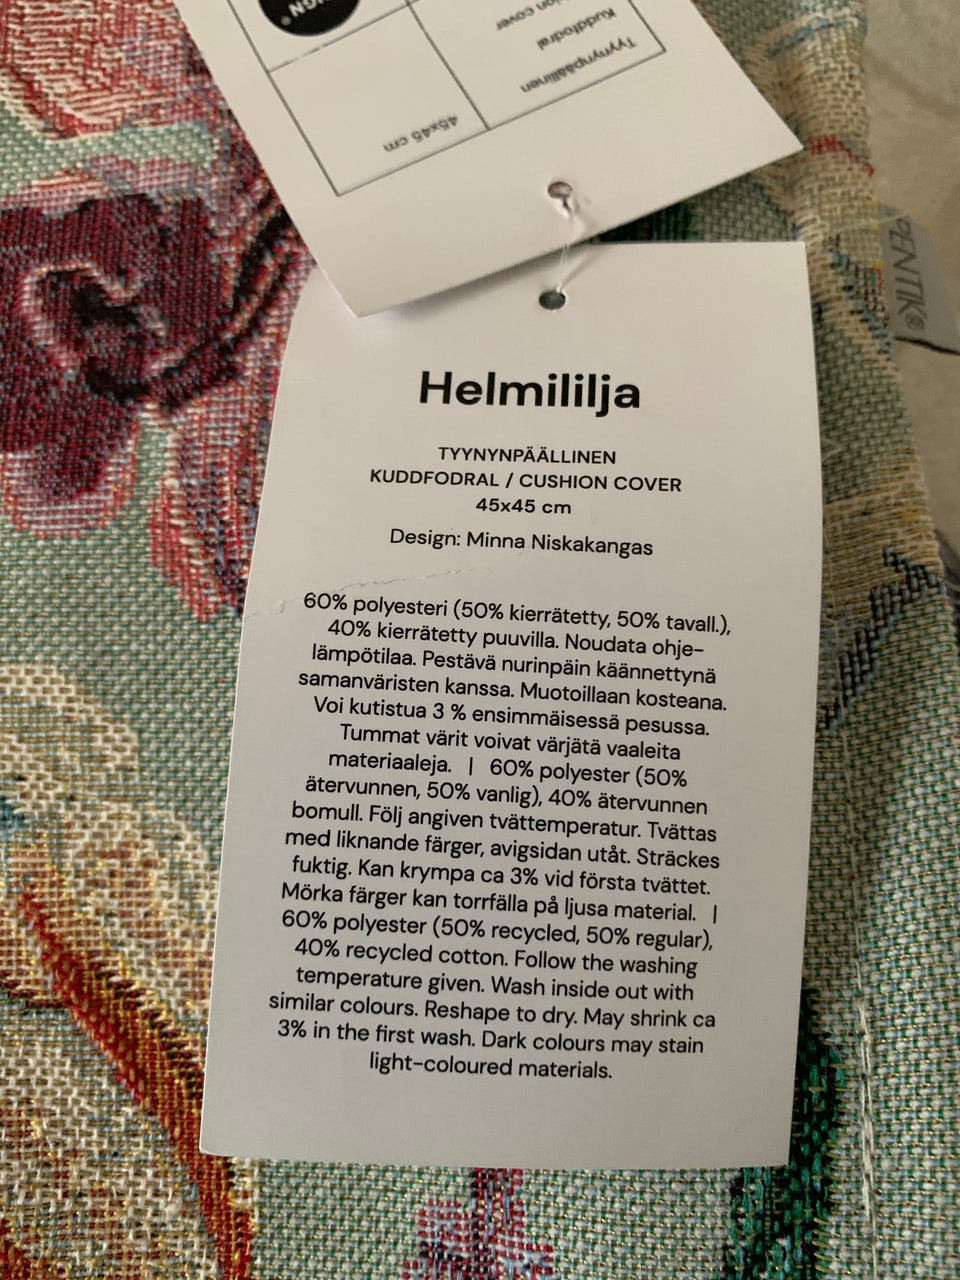 IGN®
ion cover
Kuddfodral
Tyynynpäällinen
45x45 cm
PENTIK®
Helmililja
TYYNYNPÄÄLLINEN
KUDDFODRAL / CUSHION COVER
45x45 cm
Design: Minna Niskakangas
60% polyesteri (50% kierrätetty, 50% tavall.),
40% kierrätetty puuvilla. Noudata ohje-
lämpötilaa. Pestävä nurinpäin käännettynä
samanväristen kanssa. Muotoillaan kosteana.
Voi kutistua 3 % ensimmäisessä pesussa.
Tummat värit voivat värjätä vaaleita
materiaaleja. | 60% polyester (50%
återvunnen, 50% vanlig), 40% återvunnen
bomull. Följ angiven tvättemperatur. Tvättas
med liknande färger, avigsidan utåt. Sträckes
fuktig. Kan krympa ca 3% vid första tvättet.
Mörka färger kan torrfälla på ljusa material. |
60% polyester (50% recycled, 50% regular),
40% recycled cotton. Follow the washing
temperature given. Wash inside out with
similar colours. Reshape to dry. May shrink ca
3% in the first wash. Dark colours may stain
light-coloured materials.